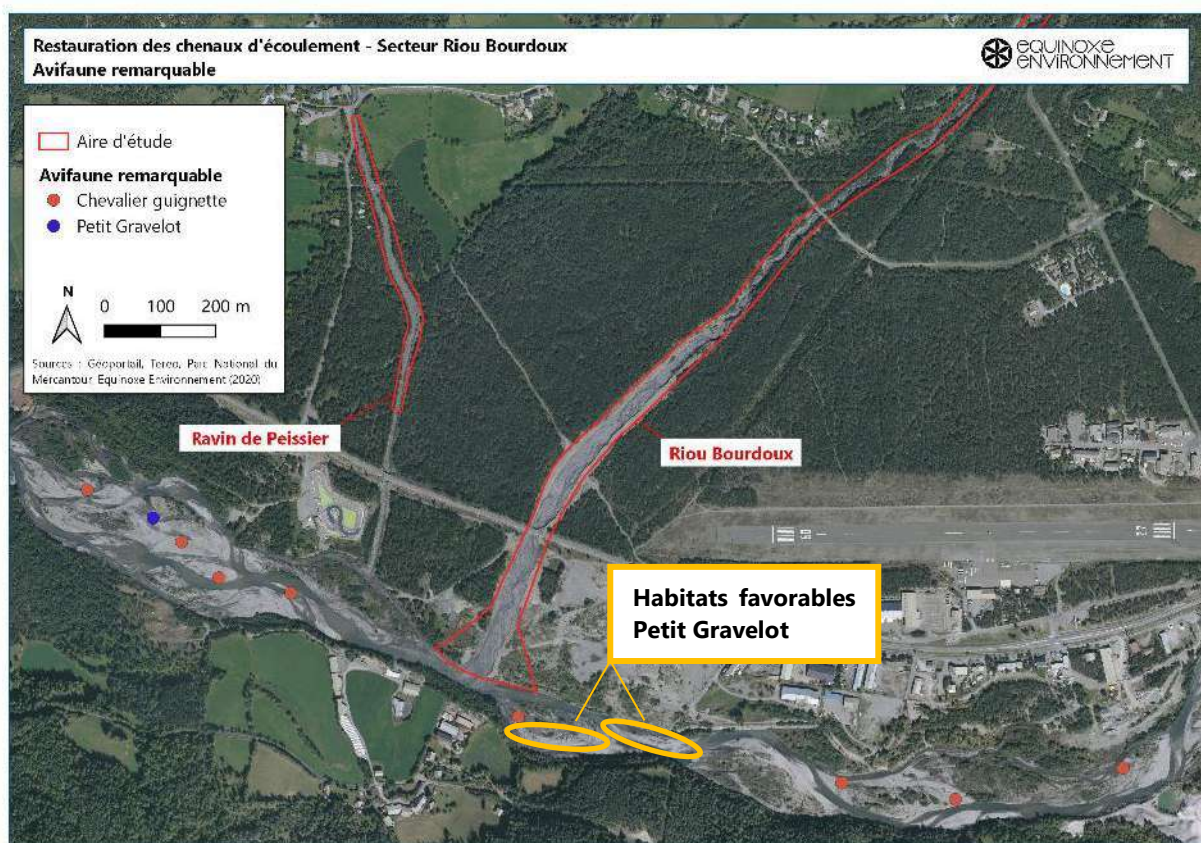 Restauration des chenaux d'écoulement - Secteur Riou Bourdoux
Avifaune remarquable
EQUINOXE
ENVIRONNEMENT
Aire d'étude
Avifaune remarquable
Chevalier guignette
Petit Gravelot
N
0 100 200 m
Sources : Géoportail, Tereo, Parc National du
Mercantour, Equinoxe Environnement (2020)
Ravin de Peissier
Riou Bourdoux
09
27
Habitats favorables
Petit Gravelot